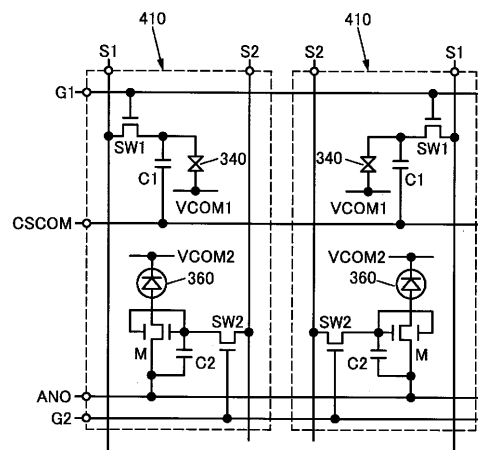 410 410
S1 S2 S2 S1
G1
SW1 SW1
340 340
C1 C1
VCOM1 VCOM1
CSCOM
VCOM2 VCOM2
360 360
SW2 SW2
M C2 C2 M
ANO
G2